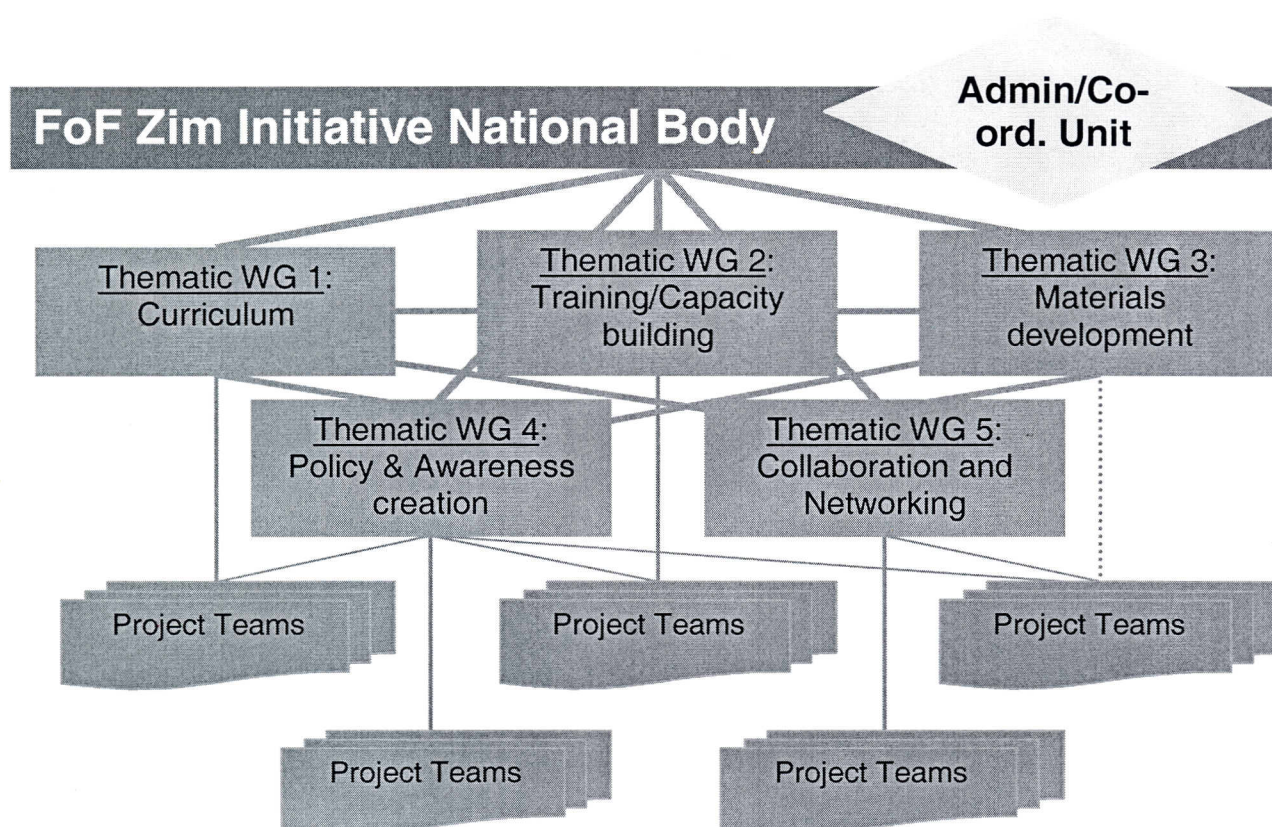 FoF Zim Initiative National Body
Admin/Co-
ord. Unit
Thematic WG 1:
Curriculum
Thematic WG 2:
Training/Capacity
building
Thematic WG 3:
Materials
development
Thematic WG 4:
Policy & Awareness
creation
Thematic WG 5:
Collaboration and
Networking
Project Teams
Project Teams
Project Teams
Project Teams
Project Teams